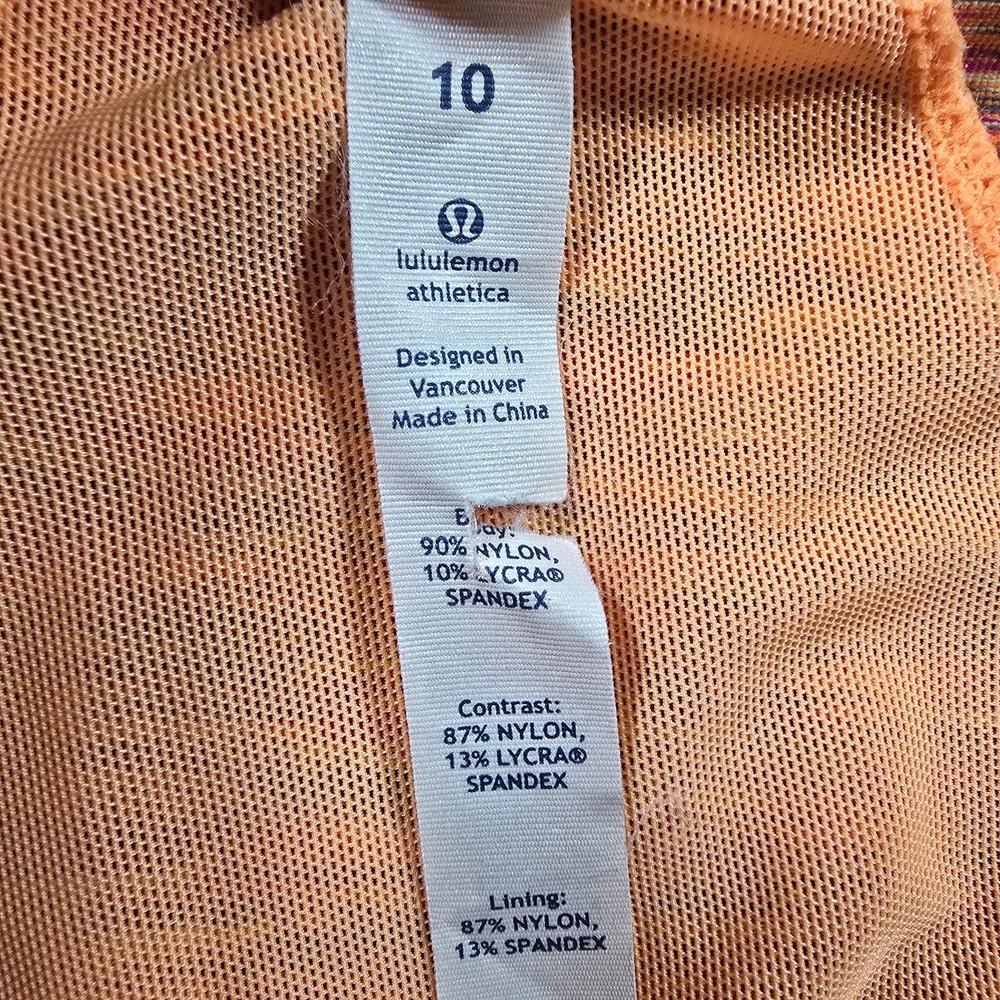 10
lululemon
athletica
Designed in
Vancouver
Made in China
Body:
90% NYLON,
10% LYCRA®
SPANDEX
Contrast:
87% NYLON,
13% LYCRA®
SPANDEX
Lining:
87% NYLON,
13% SPANDEX